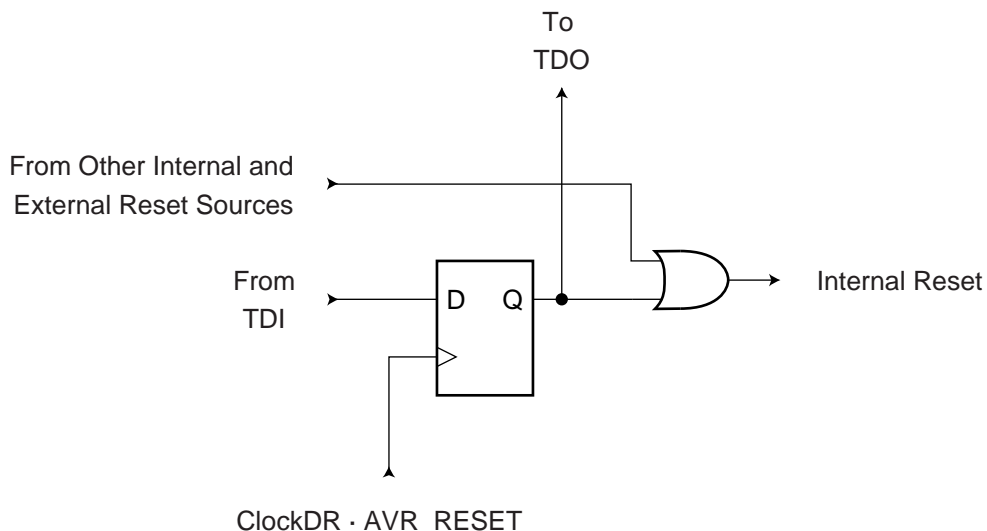 To
TDO
From Other Internal and
External Reset Sources
From
TDI
D Q
Internal Reset
ClockDR · AVR_RESET